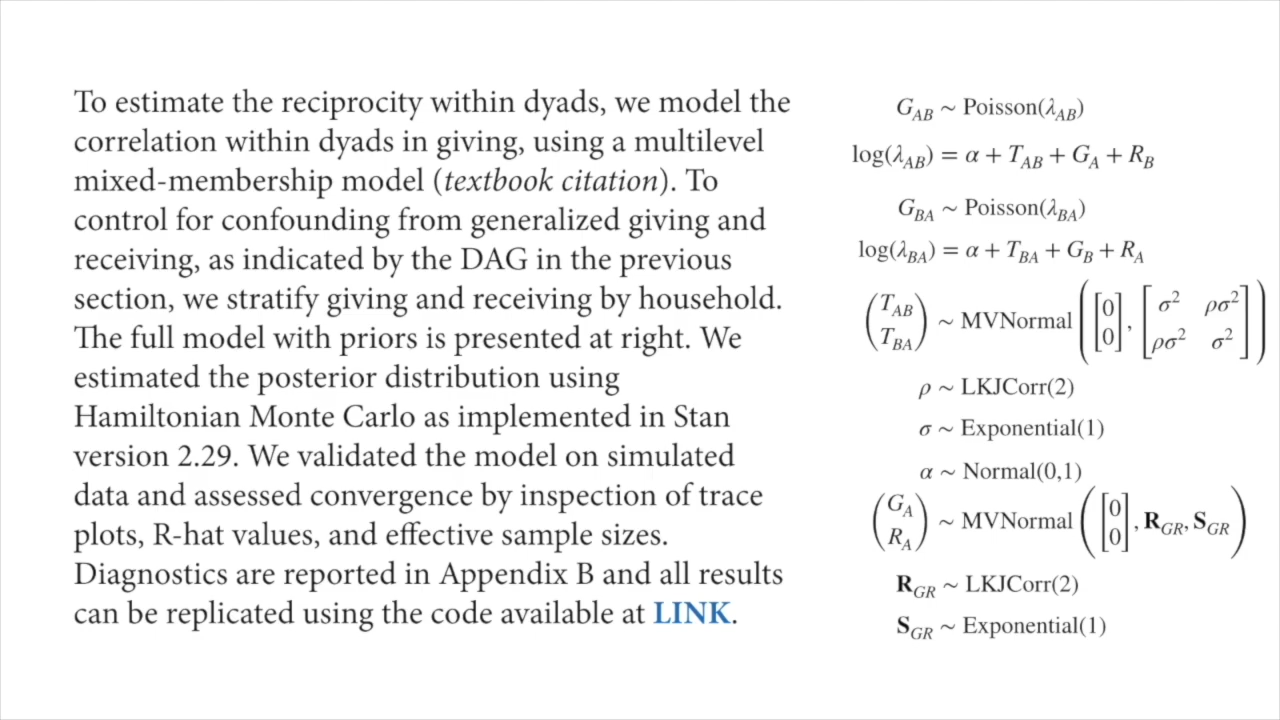 To estimate the reciprocity within dyads, we model the
correlation within dyads in giving, using a multilevel
mixed-membership model (textbook citation). To
control for confounding from generalized giving and
receiving, as indicated by the DAG in the previous
section, we stratify giving and receiving by household.
The full model with priors is presented at right. We
estimated the posterior distribution using
Hamiltonian Monte Carlo as implemented in Stan
version 2.29. We validated the model on simulated
data and assessed convergence by inspection of trace
plots, R-hat values, and effective sample sizes.
Diagnostics are reported in Appendix B and all results
can be replicated using the code available at LINK.
G_AB ~ Poisson(λ_AB)
log(λ_AB) = α + T_AB + G_A + R_B
G_BA ~ Poisson(λ_BA)
log(λ_BA) = α + T_BA + G_B + R_A
(T_AB T_BA) ~ MVNormal([0 0], [σ² ρσ² ρσ² σ²])
ρ ~ LKJCorr(2)
σ ~ Exponential(1)
α ~ Normal(0,1)
(G_A R_A) ~ MVNormal([0 0], R_GR, S_GR)
R_GR ~ LKJCorr(2)
S_GR ~ Exponential(1)